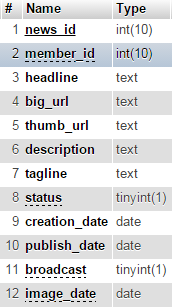 # Name Type
1 news_id int(10)
2 member_id int(10)
3 headline text
4 big_url text
5 thumb_url text
6 description text
7 tagline text
8 status tinyint(1)
9 creation_date date
10 publish_date date
11 broadcast tinyint(1)
12 image_date date